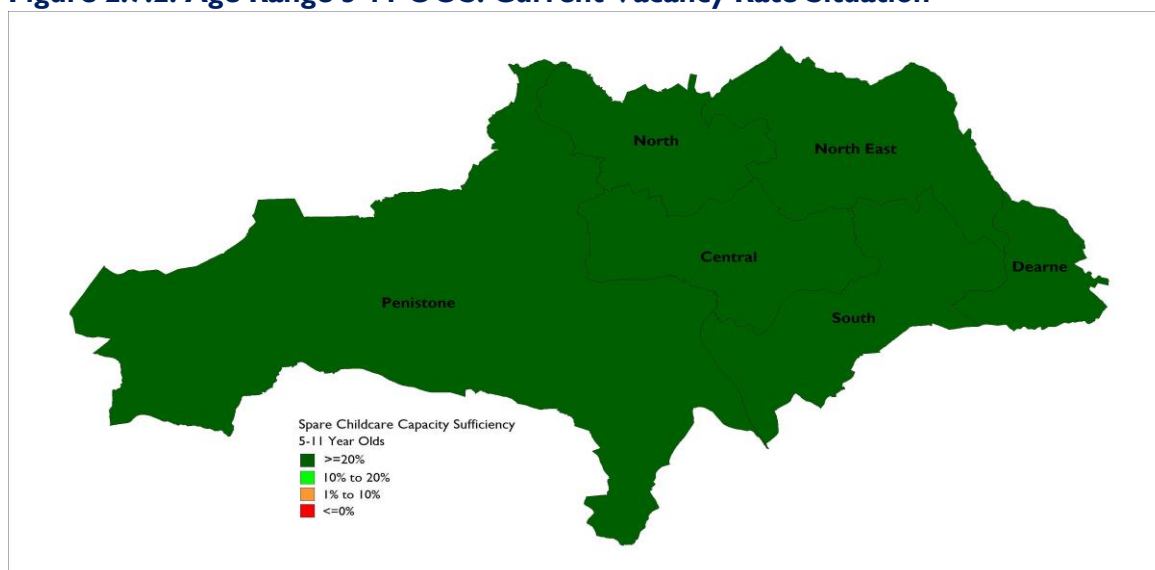 North
North East
Central
Dearne
Penistone
South
Spare Childcare Capacity Sufficiency
5-11 Year Olds
>=20%
10% to 20%
1% to 10%
<=0%